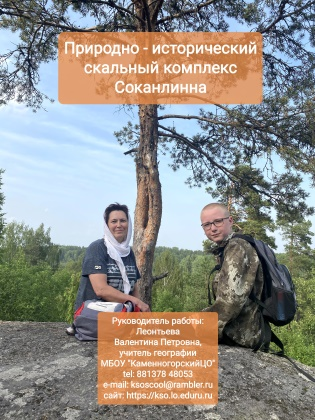 Природно - исторический
скальный комплекс
Соканлинна
Руководитель работы:
Леонтьева
Валентина Петровна,
учитель географии
МБОУ "КаменногорскийЦО"
tel: 881378 48053
e-mail: ksoscool@rambler.ru
сайт: https://kso.lo.eduru.ru